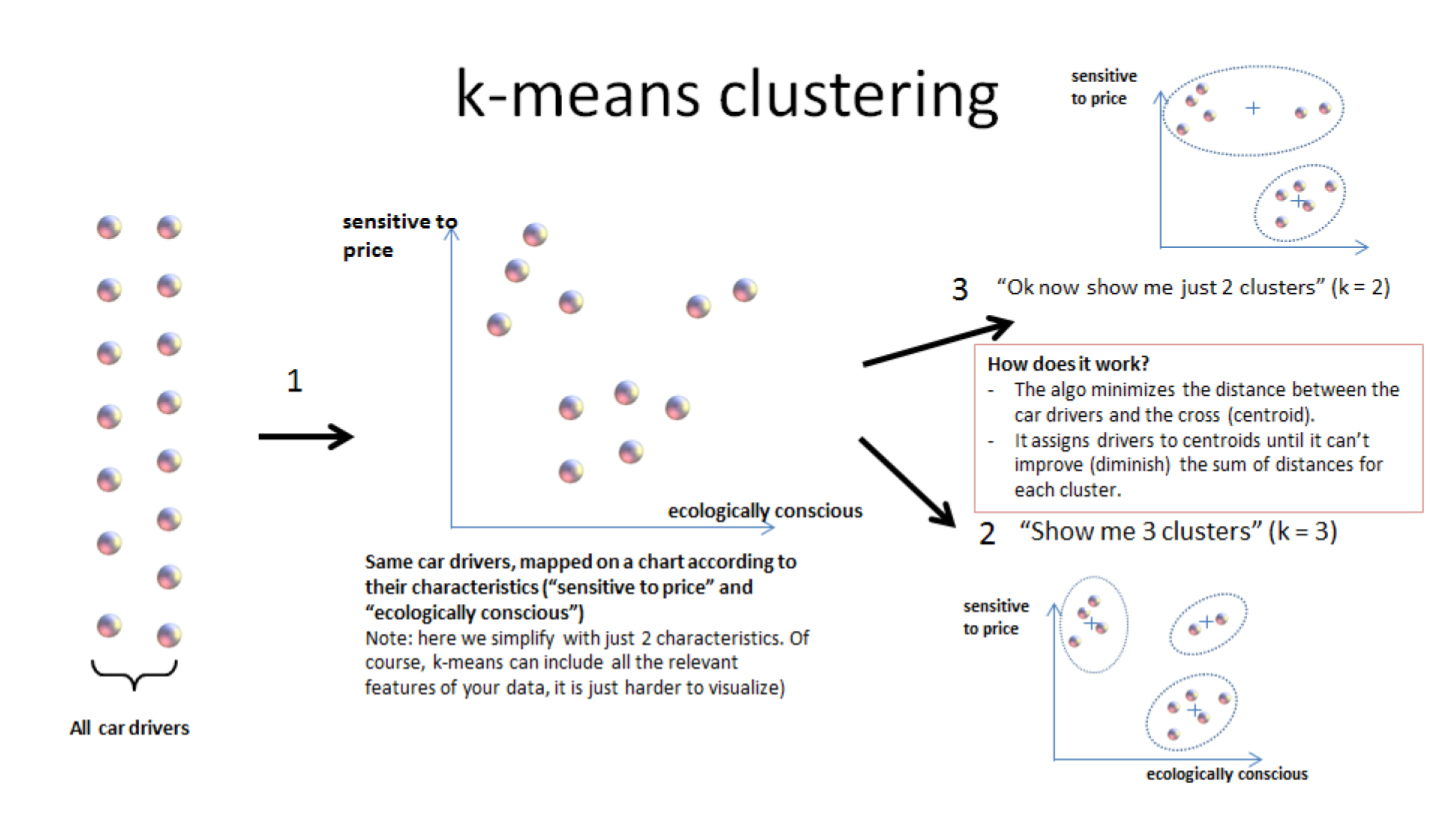 k-means clustering
All car drivers
1
sensitive to
price
ecologically conscious
Same car drivers, mapped on a chart according to
their characteristics (“sensitive to price” and
“ecologically conscious”)
Note: here we simplify with just 2 characteristics. Of
course, k-means can include all the relevant
features of your data, it is just harder to visualize)
sensitive
to price
3 “Ok now show me just 2 clusters” (k = 2)
How does it work?
- The algo minimizes the distance between the
car drivers and the cross (centroid).
- It assigns drivers to centroids until it can’t
improve (diminish) the sum of distances for
each cluster.
2 “Show me 3 clusters” (k = 3)
sensitive
to price
ecologically conscious